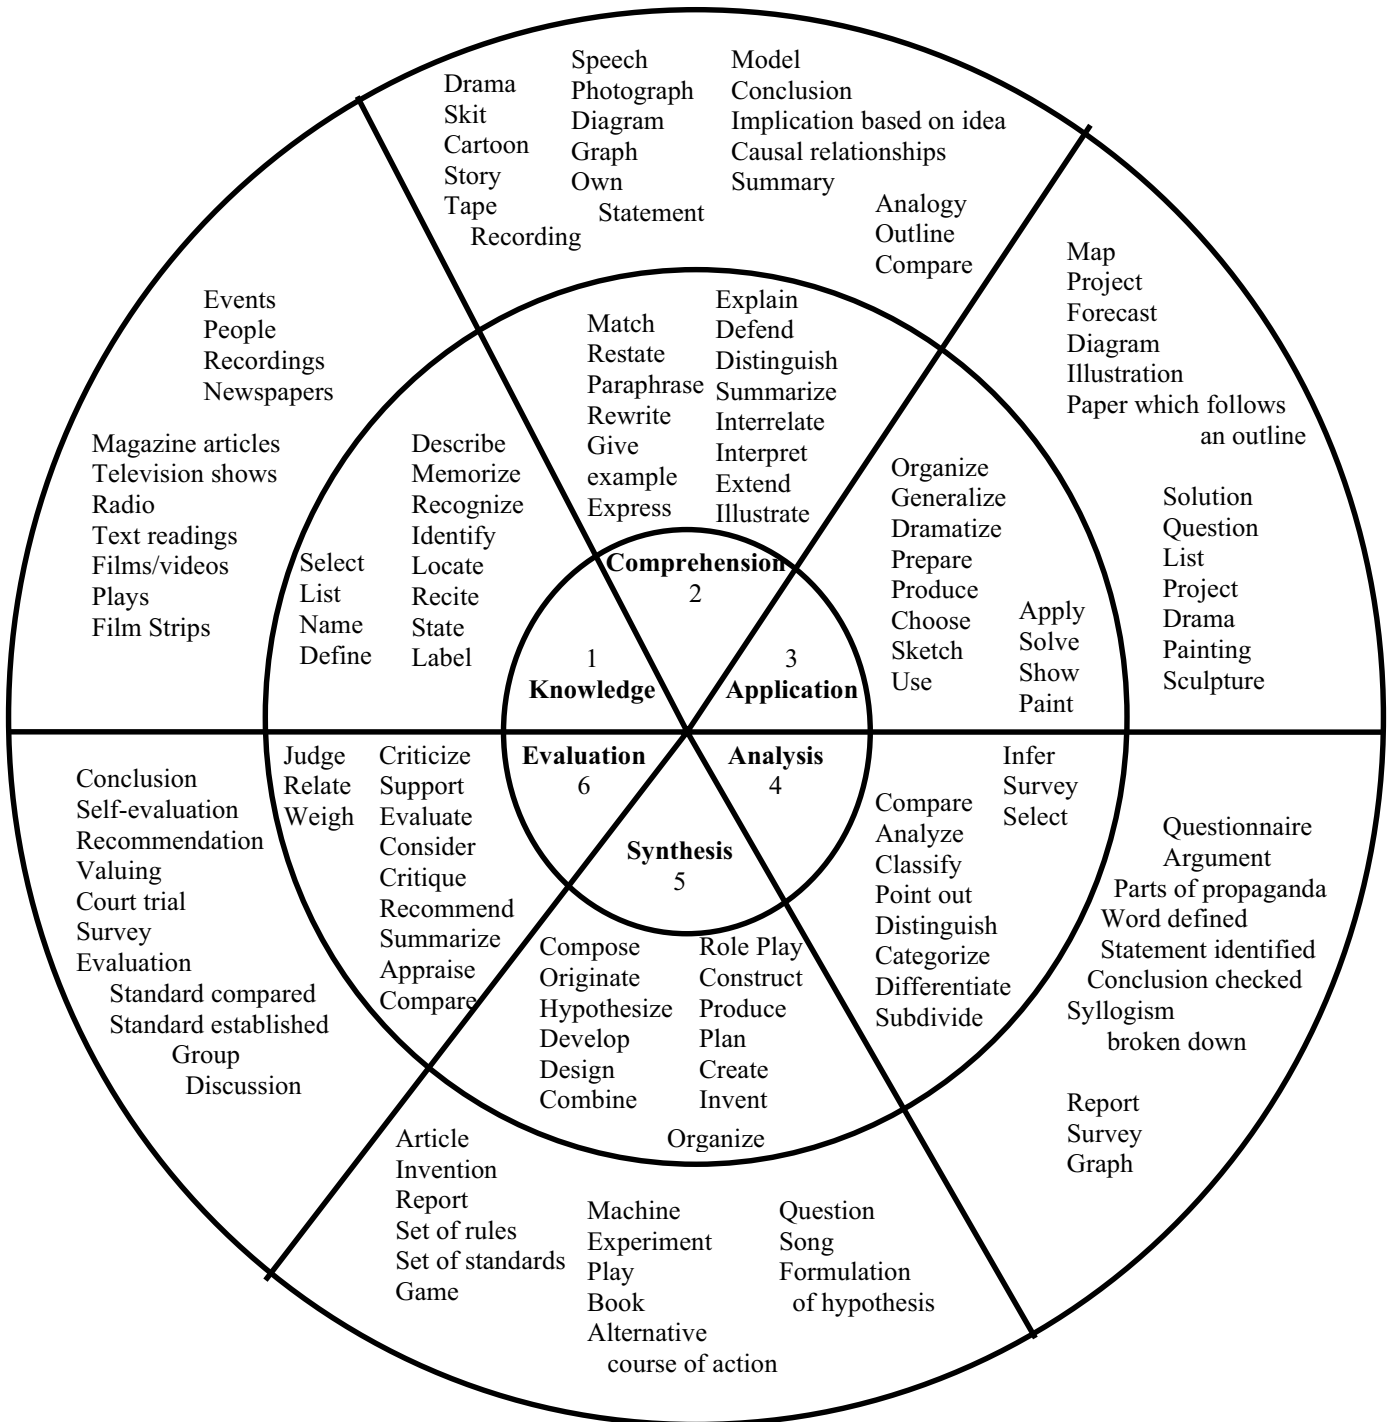 Drama
Skit
Cartoon
Story
Tape
Recording
Speech
Photograph
Diagram
Graph
Own
Statement
Model
Conclusion
Implication based on idea
Causal relationships
Summary
Analogy
Outline
Compare
Events
People
Recordings
Newspapers
Magazine articles
Television shows
Radio
Text readings
Films/videos
Plays
Film Strips
Match
Restate
Paraphrase
Rewrite
Give
example
Express
Explain
Defend
Distinguish
Summarize
Interrelate
Interpret
Extend
Illustrate
Map
Project
Forecast
Diagram
Illustration
Paper which follows
an outline
Solution
Question
List
Project
Drama
Painting
Sculpture
Select
List
Name
Define
Describe
Memorize
Recognize
Identify
Locate
Recite
State
Label
Organize
Generalize
Dramatize
Prepare
Produce
Choose
Sketch
Use
Apply
Solve
Show
Paint
Comprehension
2
1
Knowledge
3
Application
Evaluation
6
Analysis
4
Synthesis
5
Judge
Relate
Weigh
Criticize
Support
Evaluate
Consider
Critique
Recommend
Summarize
Appraise
Compare
Infer
Survey
Select
Compare
Analyze
Classify
Point out
Distinguish
Categorize
Differentiate
Subdivide
Conclusion
Self-evaluation
Recommendation
Valuing
Court trial
Survey
Evaluation
Standard compared
Standard established
Group
Discussion
Questionnaire
Argument
Parts of propaganda
Word defined
Statement identified
Conclusion checked
Syllogism
broken down
Report
Survey
Graph
Compose
Originate
Hypothesize
Develop
Design
Combine
Role Play
Construct
Produce
Plan
Create
Invent
Organize
Article
Invention
Report
Set of rules
Set of standards
Game
Machine
Experiment
Play
Book
Alternative
course of action
Question
Song
Formulation
of hypothesis